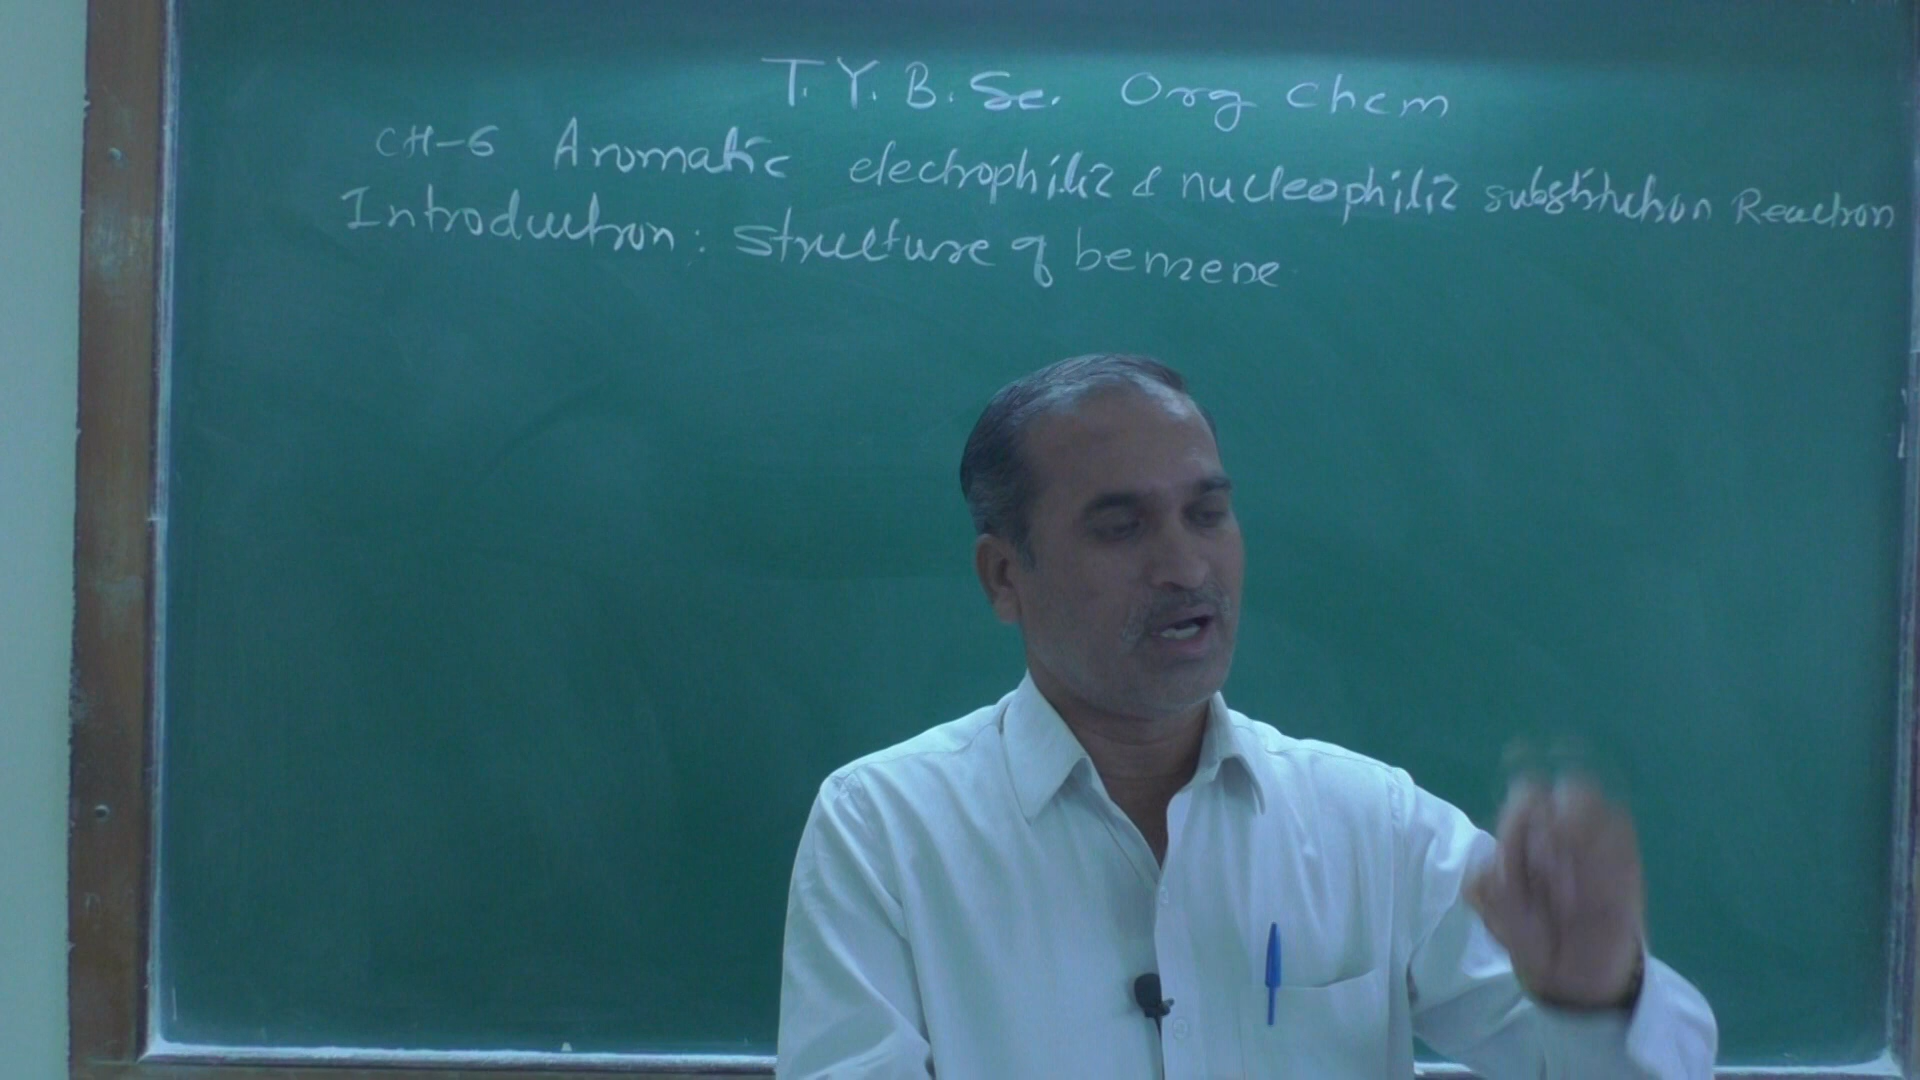 T.Y.B.Sc. Org Chem
CH-6 Aromatic electrophilic & nucleophilic substitution Reaction
Introduction: Structure of benzene